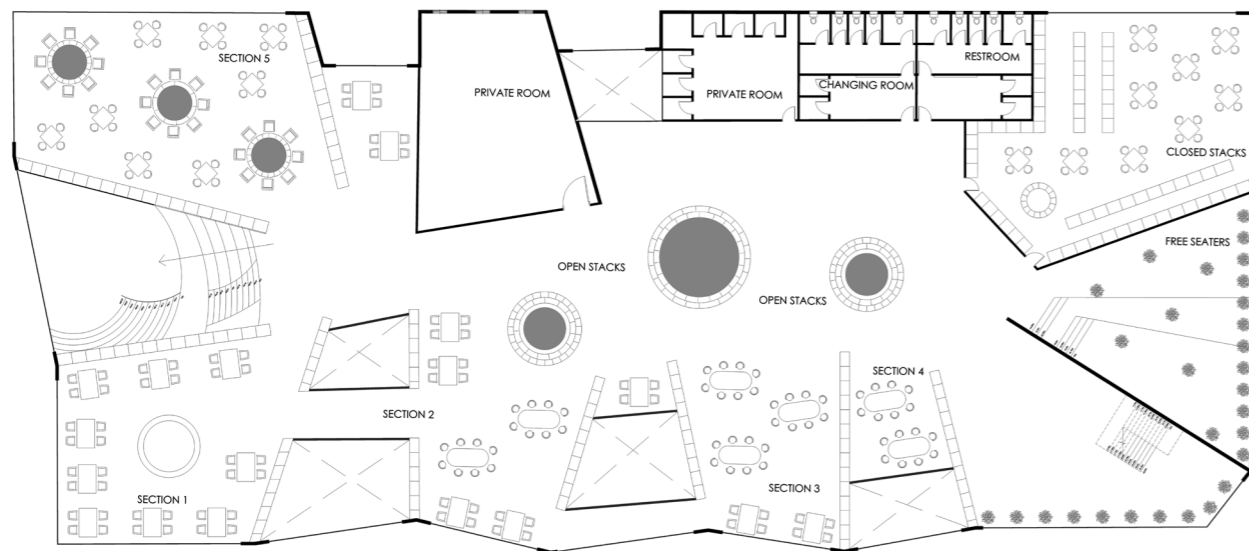 SECTION 5
PRIVATE ROOM
PRIVATE ROOM
RESTROOM
CHANGING ROOM
CLOSED STACKS
FREE SEATERS
OPEN STACKS
OPEN STACKS
SECTION 4
SECTION 2
SECTION 3
SECTION 1